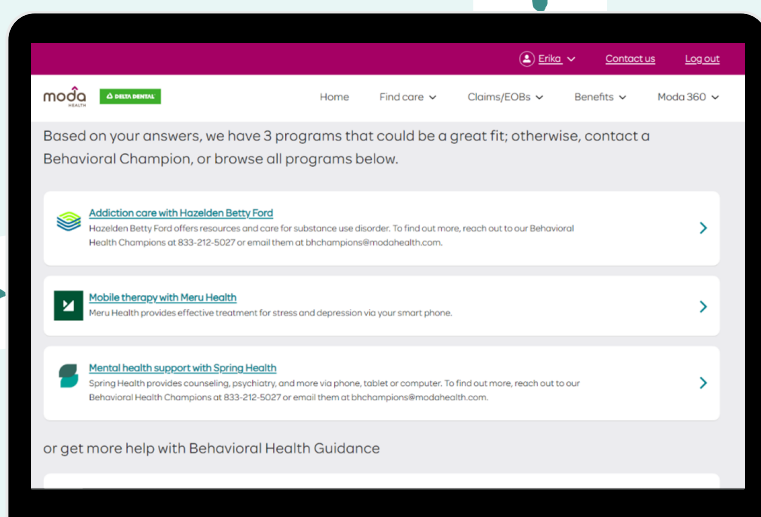 Erika Contact us Log out
moda HEALTH DELTA DENTAL Home Find care Claims/EOBs Benefits Moda 360
Based on your answers, we have 3 programs that could be a great fit; otherwise, contact a
Behavioral Champion, or browse all programs below.
Addiction care with Hazelden Betty Ford
Hazelden Betty Ford offers resources and care for substance use disorder. To find out more, reach out to our Behavioral
Health Champions at 833-212-5027 or email them at bhchampions@modahealth.com.
Mobile therapy with Meru Health
Meru Health provides effective treatment for stress and depression via your smart phone.
Mental health support with Spring Health
Spring Health provides counseling, psychiatry, and more via phone, tablet or computer. To find out more, reach out to our
Behavioral Health Champions at 833-212-5027 or email them at bhchampions@modahealth.com.
or get more help with Behavioral Health Guidance